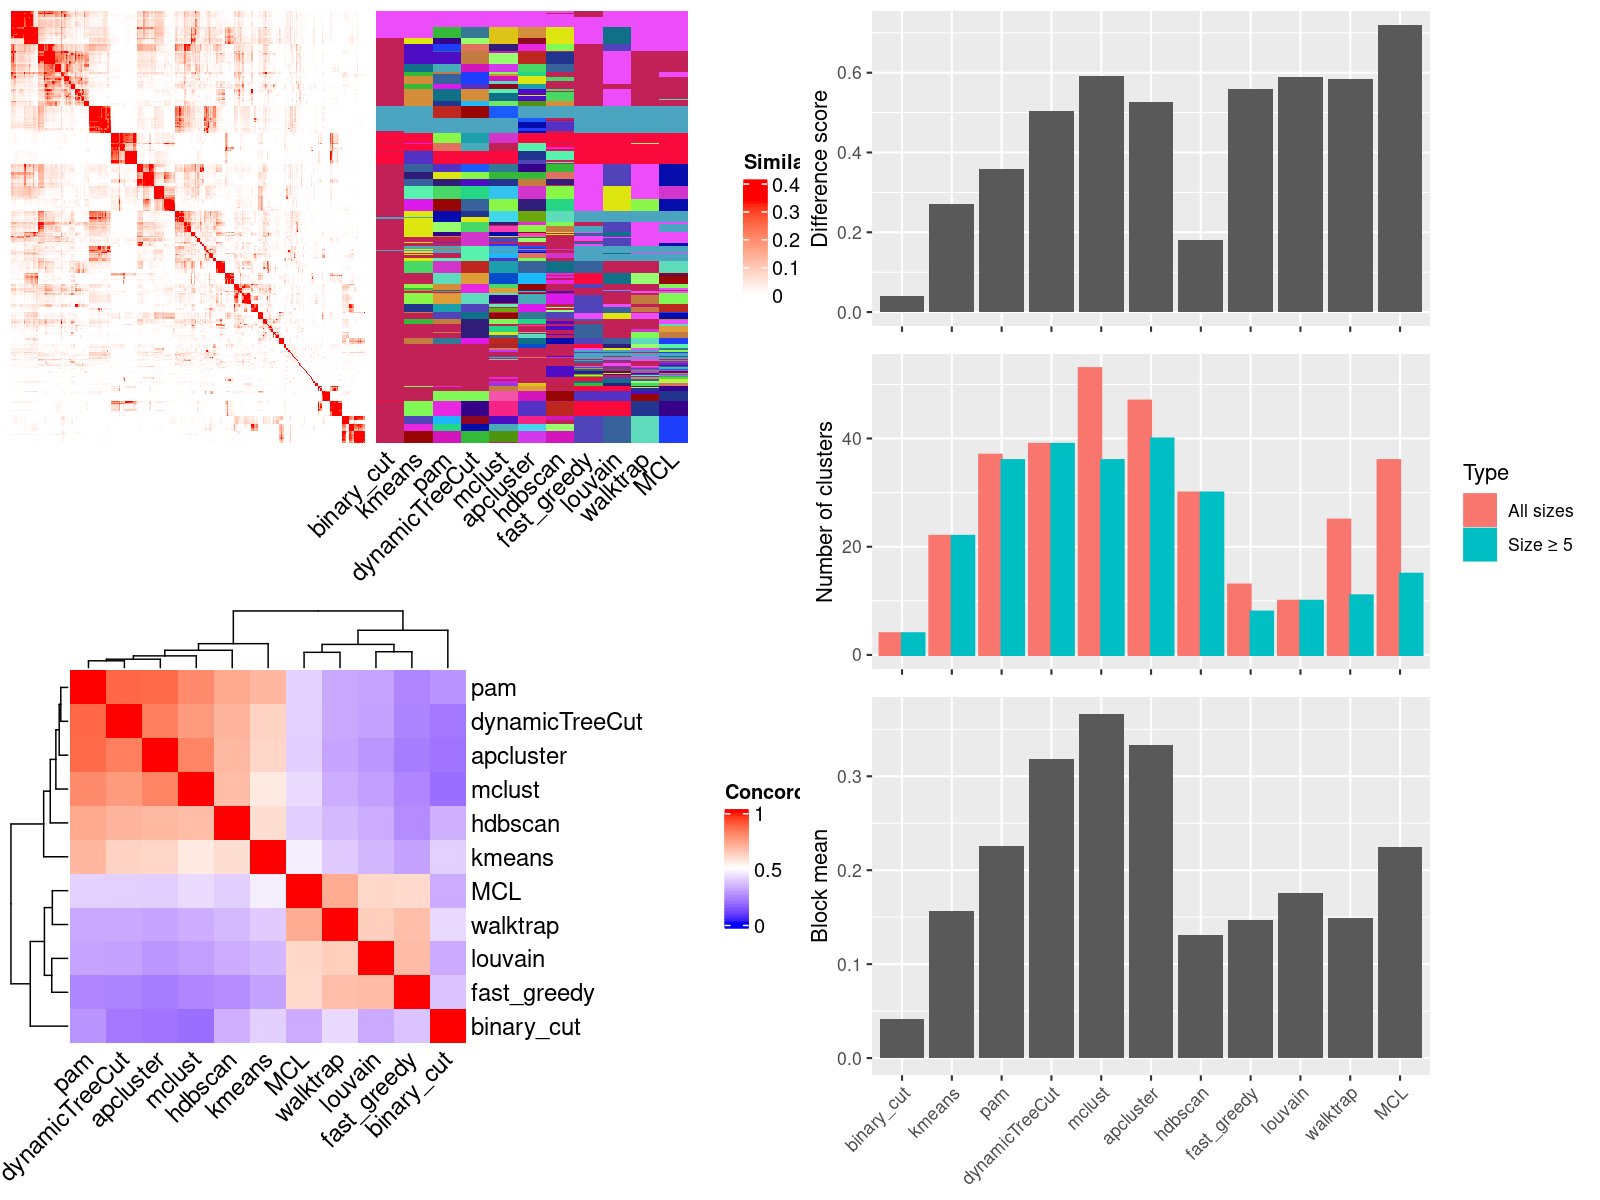 Simila
0.4
0.3
0.2
0.1
0
binary_cut
kmeans
pam
dynamicTreeCut
mclust
apcluster
hdbscan
fast_greedy
louvain
walktrap
MCL
pam
dynamicTreeCut
apcluster
mclust
hdbscan
kmeans
MCL
walktrap
louvain
fast_greedy
binary_cut
pam
dynamicTreeCut
apcluster
mclust
hdbscan
kmeans
MCL
walktrap
louvain
fast_greedy
binary_cut
Concord
1
0.5
0
Difference score
0.6
0.4
0.2
0.0
Number of clusters
40
20
0
Type
All sizes
Size ≥ 5
Block mean
0.3
0.2
0.1
0.0
binary_cut
kmeans
pam
dynamicTreeCut
mclust
apcluster
hdbscan
fast_greedy
louvain
walktrap
MCL